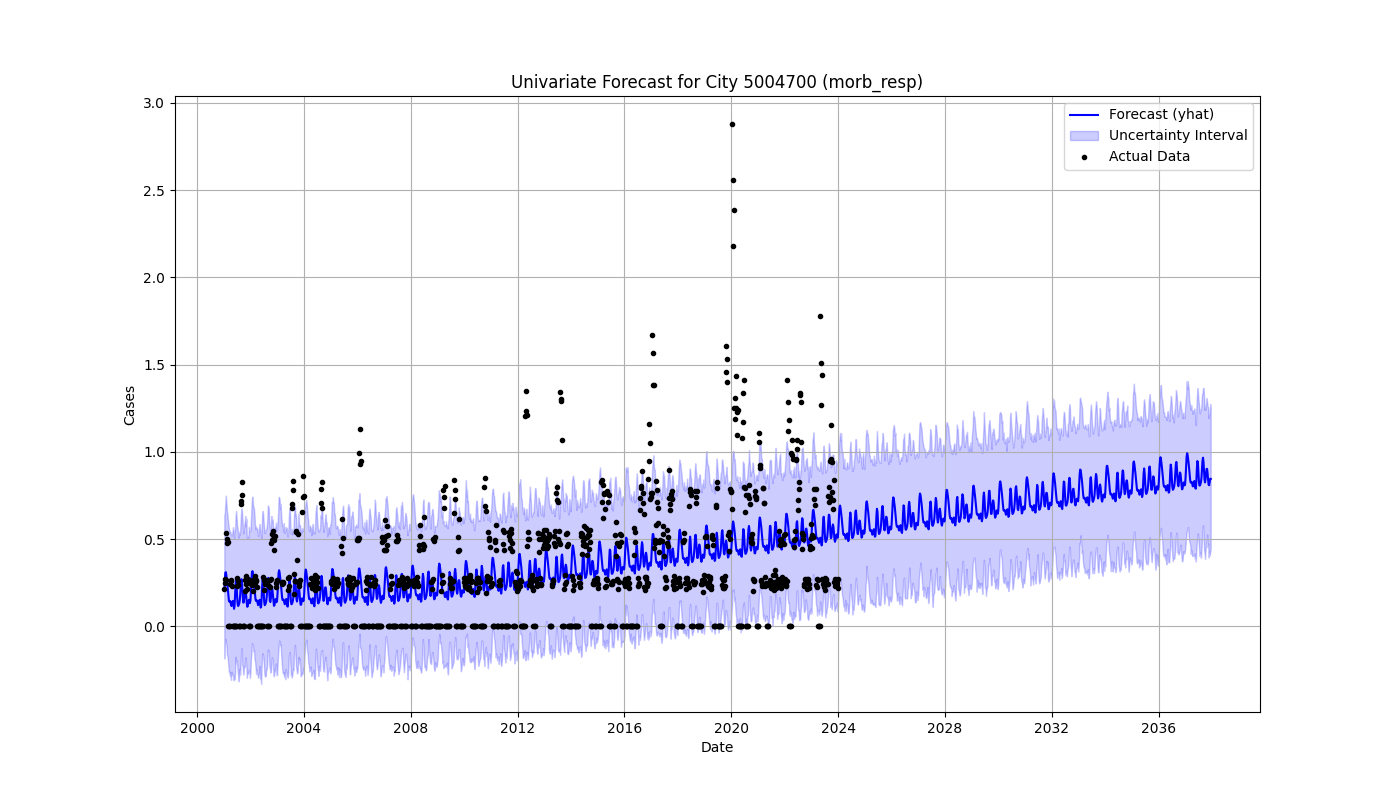 Univariate Forecast for City 5004700 (morb_resp)
Forecast (yhat)
Uncertainty Interval
Actual Data
3.0
2.5
2.0
1.5
1.0
0.5
0.0
Cases
2000 2004 2008 2012 2016 2020 2024 2028 2032 2036
Date